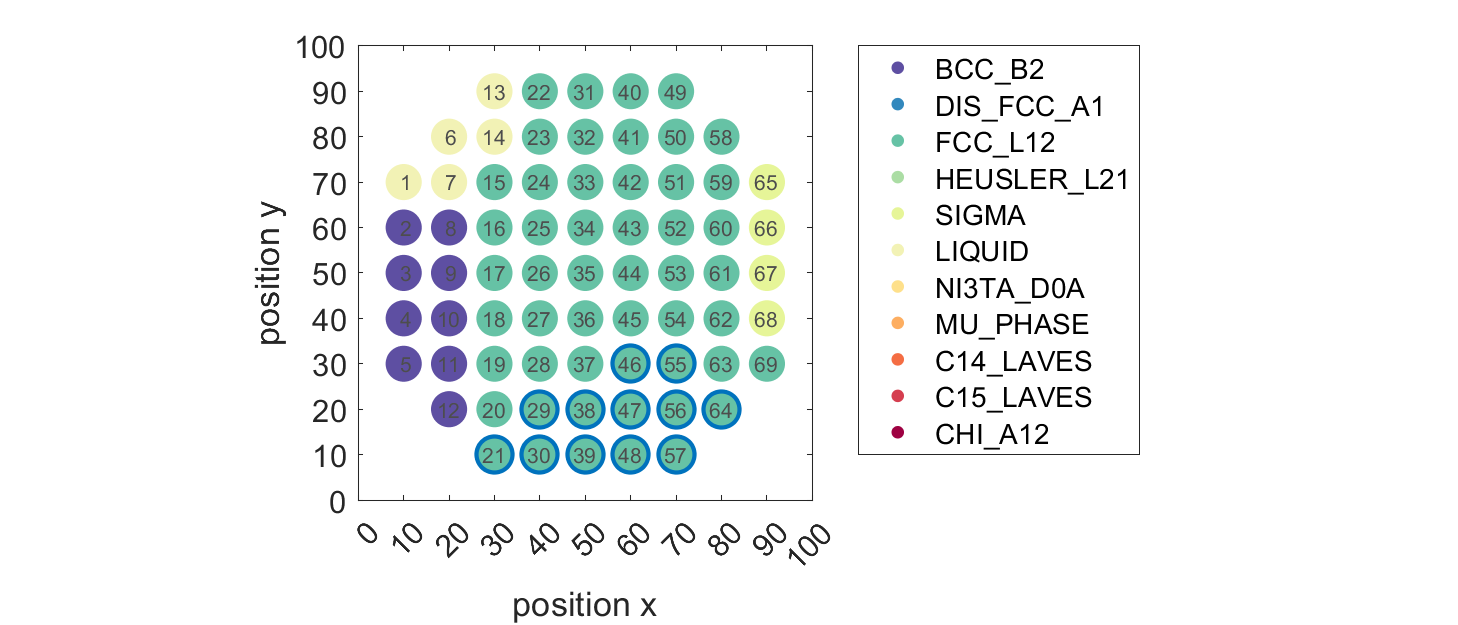 100
90 13 22 31 40 49
80 6 14 23 32 41 50 58
70 1 7 15 24 33 42 51 59 65
60 2 8 16 25 34 43 52 60 66
50 3 9 17 26 35 44 53 61 67
40 4 10 18 27 36 45 54 62 68
30 5 11 19 28 37 46 55 63 69
20 12 20 29 38 47 56 64
10 21 30 39 48 57
0
position y
0 10 20 30 40 50 60 70 80 90 100
position x
BCC_B2
DIS_FCC_A1
FCC_L12
HEUSLER_L21
SIGMA
LIQUID
NI3TA_D0A
MU_PHASE
C14_LAVES
C15_LAVES
CHI_A12